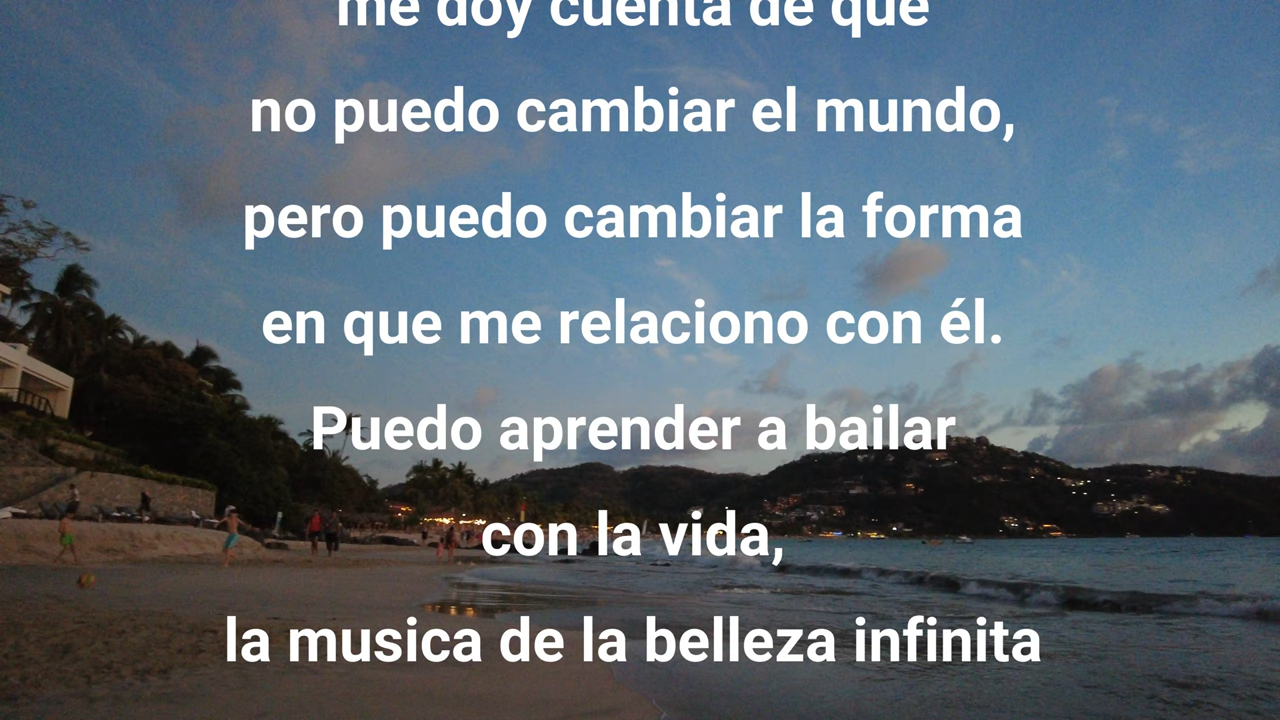 me doy cuenta de que
no puedo cambiar el mundo,
pero puedo cambiar la forma
en que me relaciono con él.
Puedo aprender a bailar
con la vida,
la musica de la belleza infinita